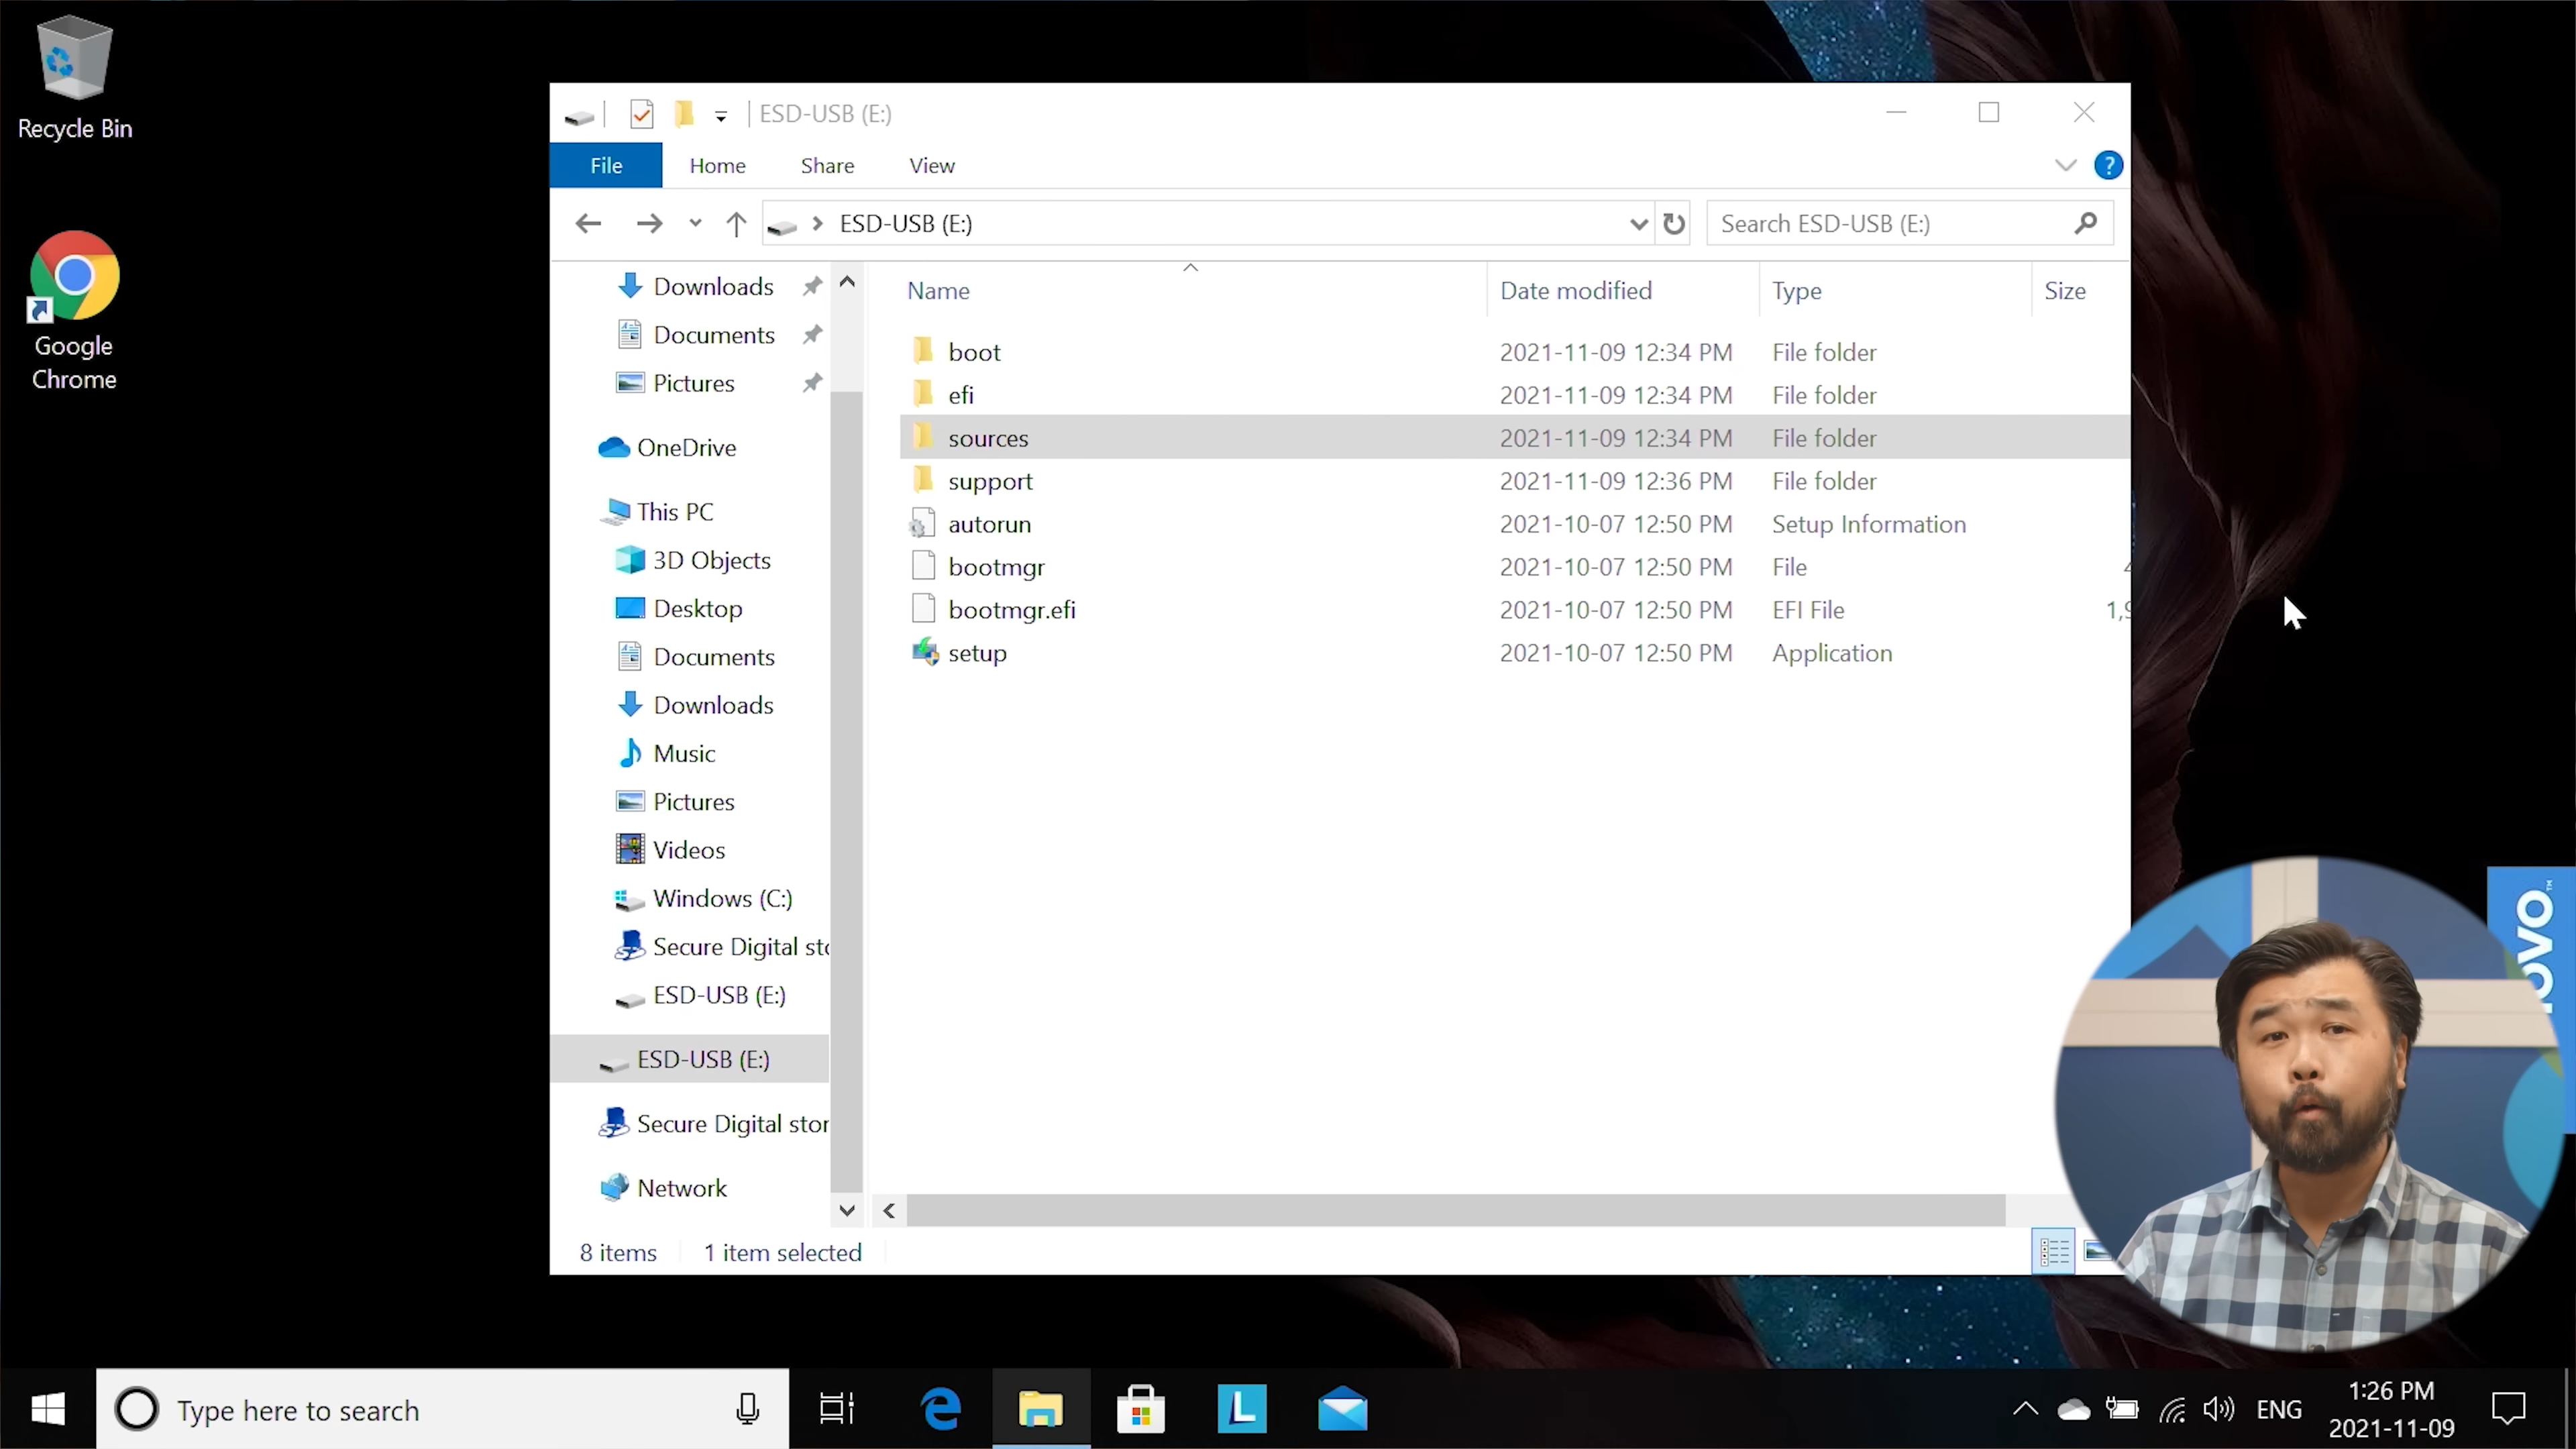 Recycle Bin
Google
Chrome
ESD-USB (E:)
File Home Share View
ESD-USB (E:)
Search ESD-USB (E:)
Downloads
Documents
Pictures
OneDrive
This PC
3D Objects
Desktop
Documents
Downloads
Music
Pictures
Videos
Windows (C:)
Secure Digital sto
ESD-USB (E:)
ESD-USB (E:)
Secure Digital stor
Network
Name Date modified Type Size
boot 2021-11-09 12:34 PM File folder
efi 2021-11-09 12:34 PM File folder
sources 2021-11-09 12:34 PM File folder
support 2021-11-09 12:36 PM File folder
autorun 2021-10-07 12:50 PM Setup Information
bootmgr 2021-10-07 12:50 PM File
bootmgr.efi 2021-10-07 12:50 PM EFI File
setup 2021-10-07 12:50 PM Application
8 items 1 item selected
Type here to search
ENG
1:26 PM
2021-11-09